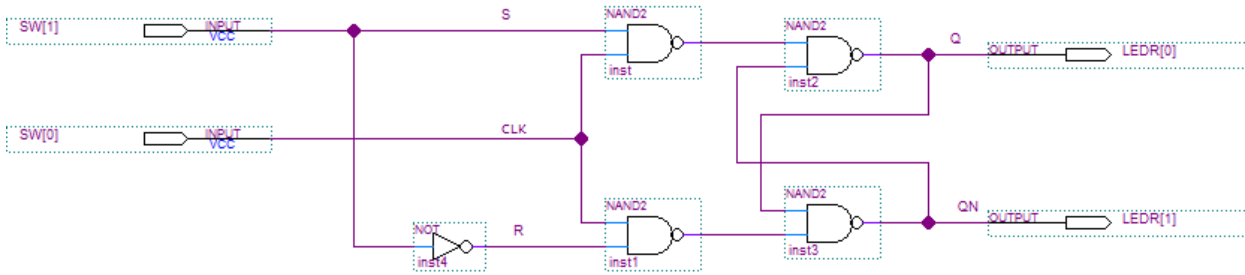 SW[1]
INPUT
VCC
S
NAND2
inst
NAND2
inst2
Q
OUTPUT
LEDR[0]
SW[0]
INPUT
VCC
CLK
NOT
inst4
R
NAND2
inst1
NAND2
inst3
QN
OUTPUT
LEDR[1]